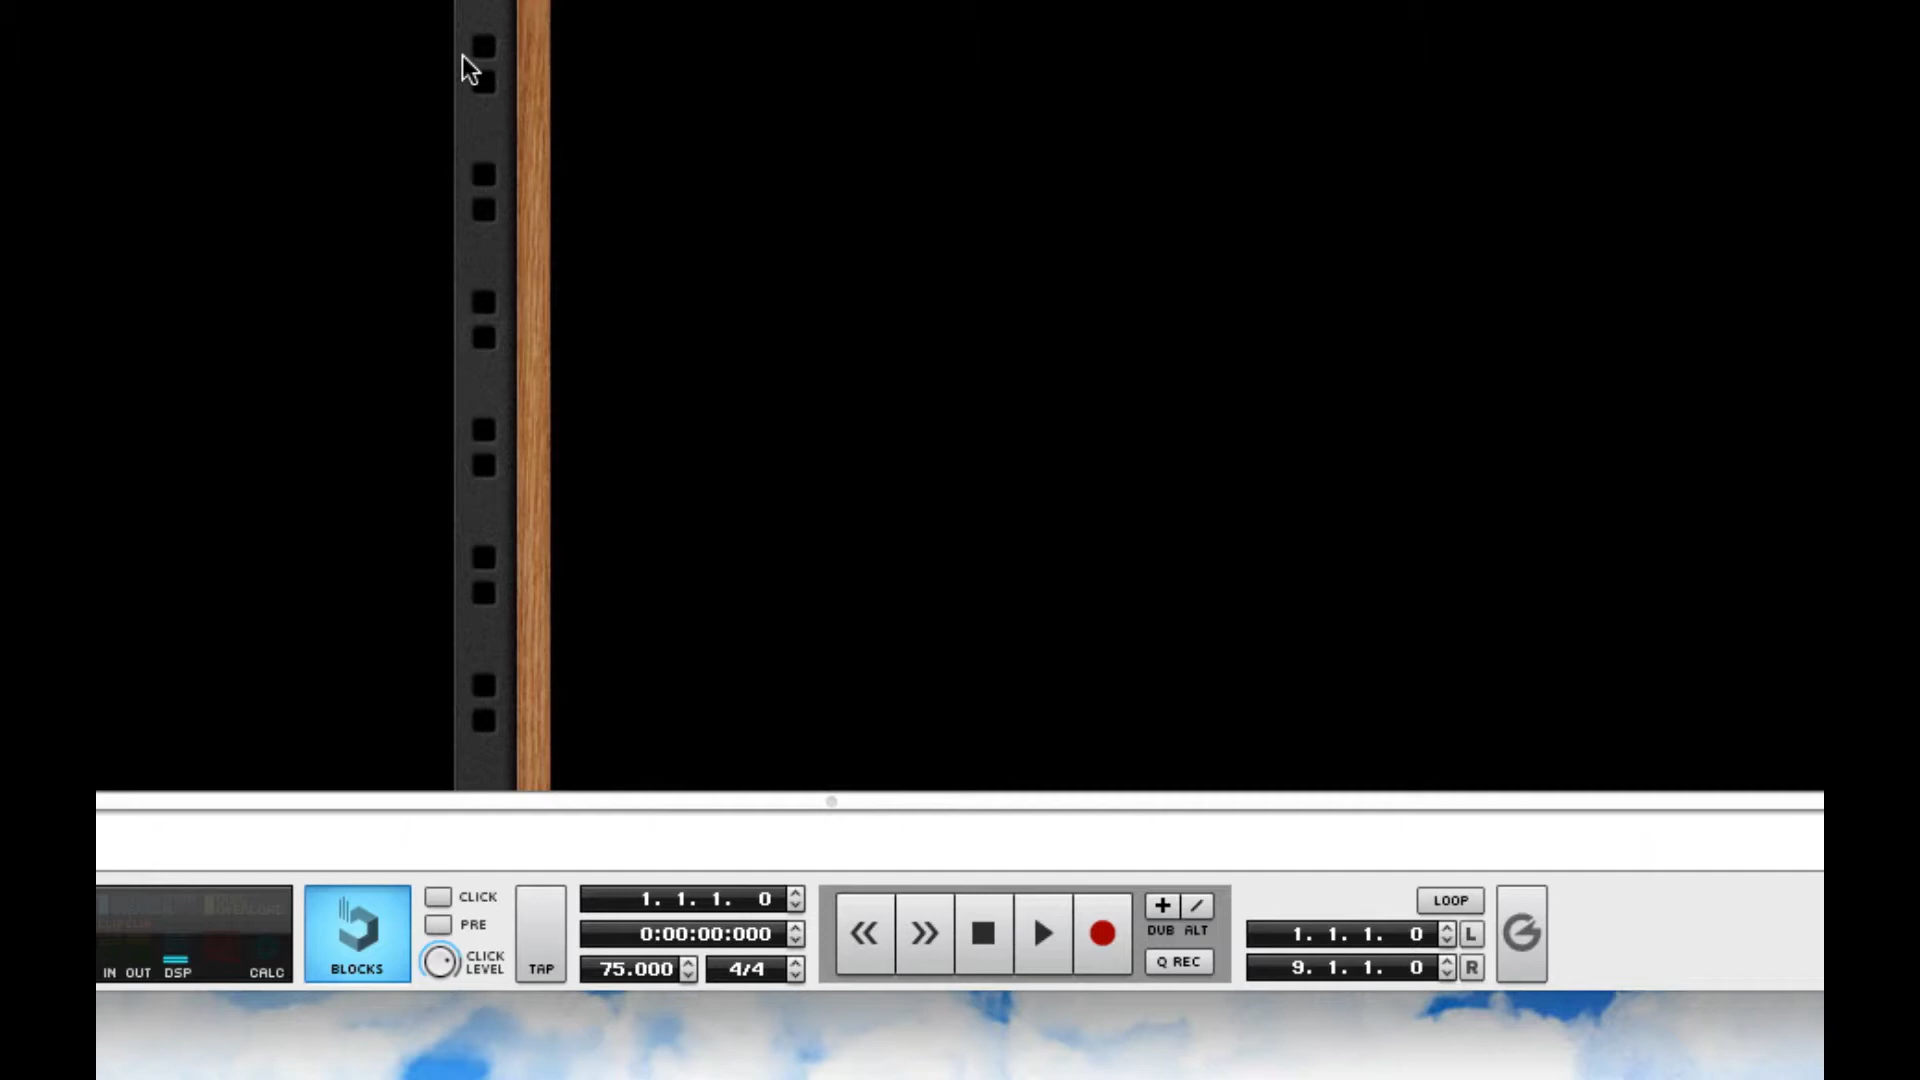 IN OUT DSP CALC
BLOCKS
CLICK
PRE
CLICK
LEVEL
TAP
1. 1. 1. 0
0:00:00:000
75.000 4/4
DUB ALT
Q REC
LOOP
1. 1. 1. 0 L
9. 1. 1. 0 R